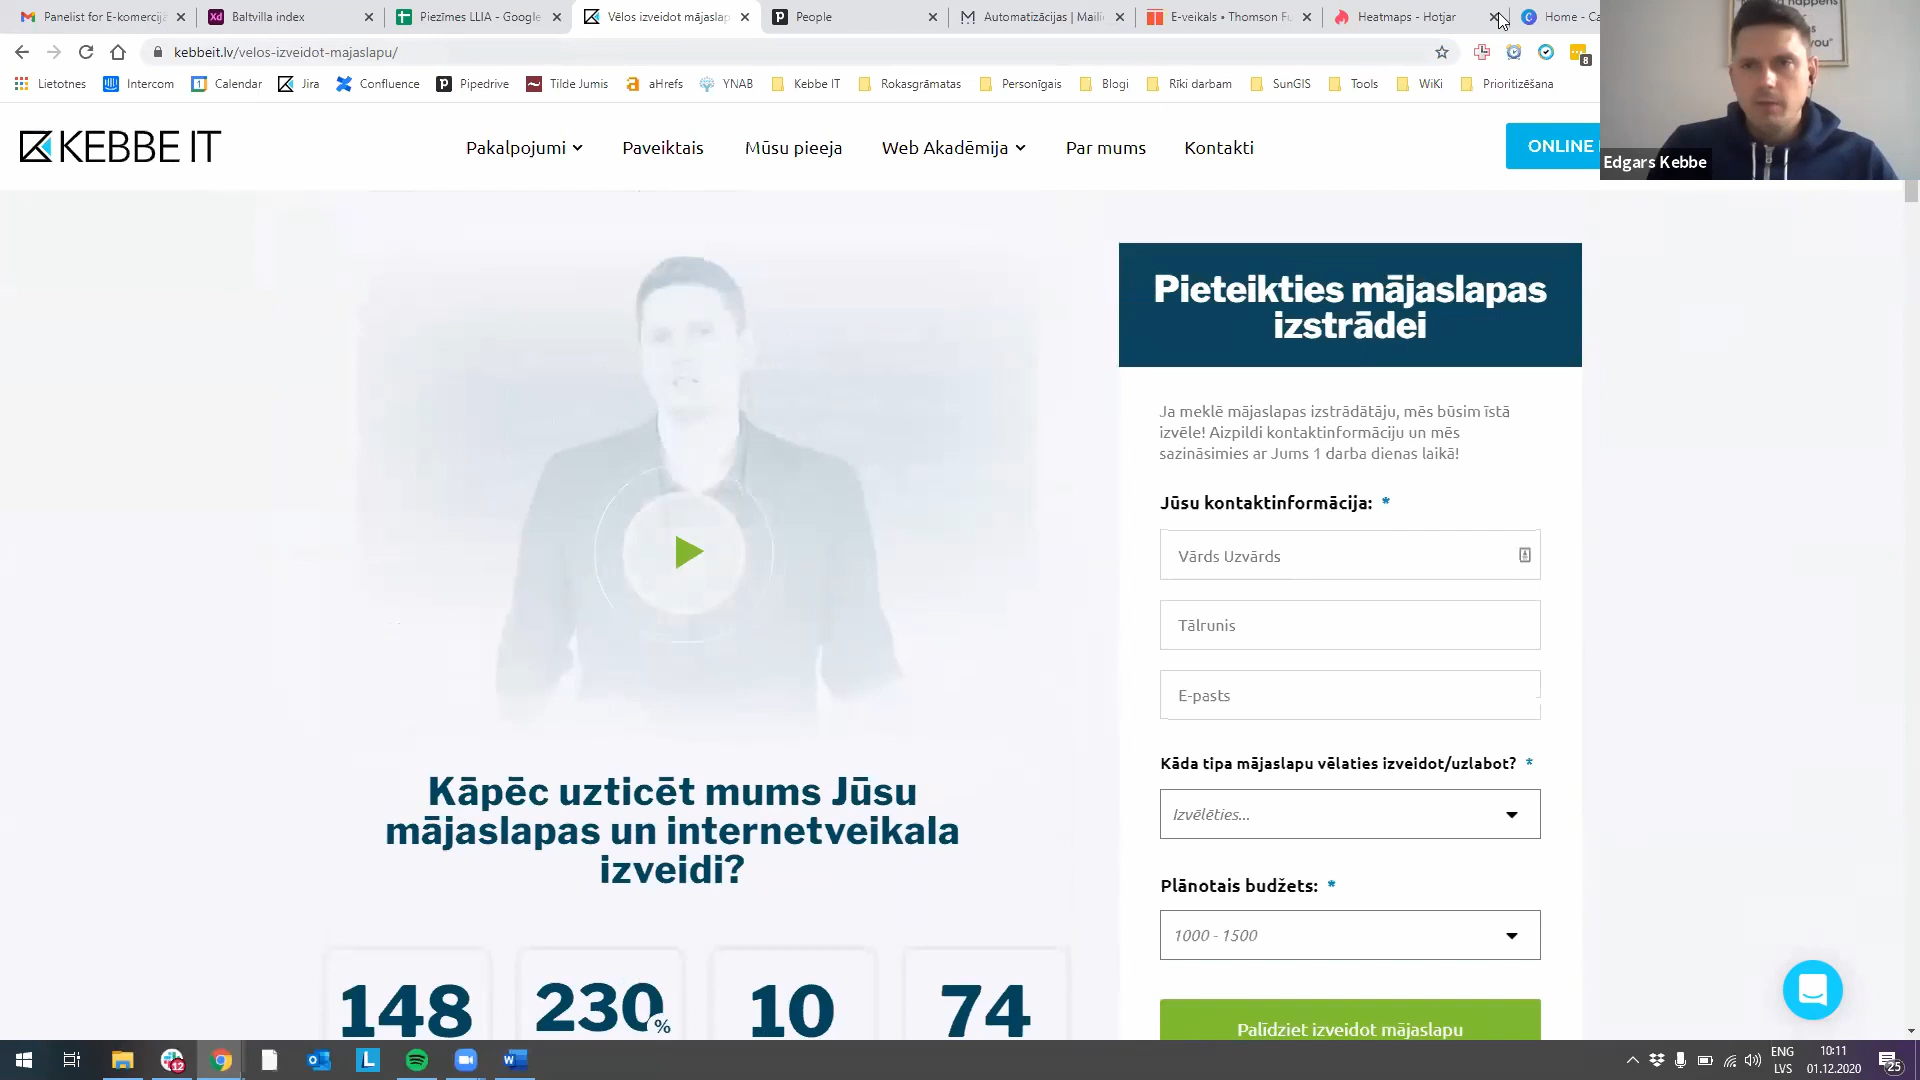 Panelist for E-komercij
Baltvilla index
Piezīmes LLIA - Google
Vēlos izveidot mājaslap
People
Automatizācijas | Maili
E-veikals • Thomson Fu
Heatmaps - Hotjar
Home - Ca
kebbeit.lv/velos-izveidot-majaslapu/
8
Lietotnes
Intercom
Calendar
Jira
Confluence
Pipedrive
Tilde Jumis
aHrefs
YNAB
Kebbe IT
Rokasgrāmatas
Personīgais
Blogi
Rīki darbam
SunGIS
Tools
WiKi
Prioritizēšana
happens
you"
Edgars Kebbe
KEBBE IT
Pakalpojumi
Paveiktais
Mūsu pieeja
Web Akadēmija
Par mums
Kontakti
ONLINE
Pieteikties mājaslapas
izstrādei
Ja meklē mājaslapas izstrādātāju, mēs būsim īstā
izvēle! Aizpildi kontaktinformāciju un mēs
sazināsimies ar Jums 1 darba dienas laikā!
Jūsu kontaktinformācija: *
Vārds Uzvārds
Tālrunis
E-pasts
Kāda tipa mājaslapu vēlaties izveidot/uzlabot? *
Izvēlēties...
Plānotais budžets: *
1000 - 1500
Palīdziet izveidot mājaslapu
Kāpēc uzticēt mums Jūsu
mājaslapas un internetveikala
izveidi?
148
230%
10
74
12
ENG
LVS
10:11
01.12.2020
25